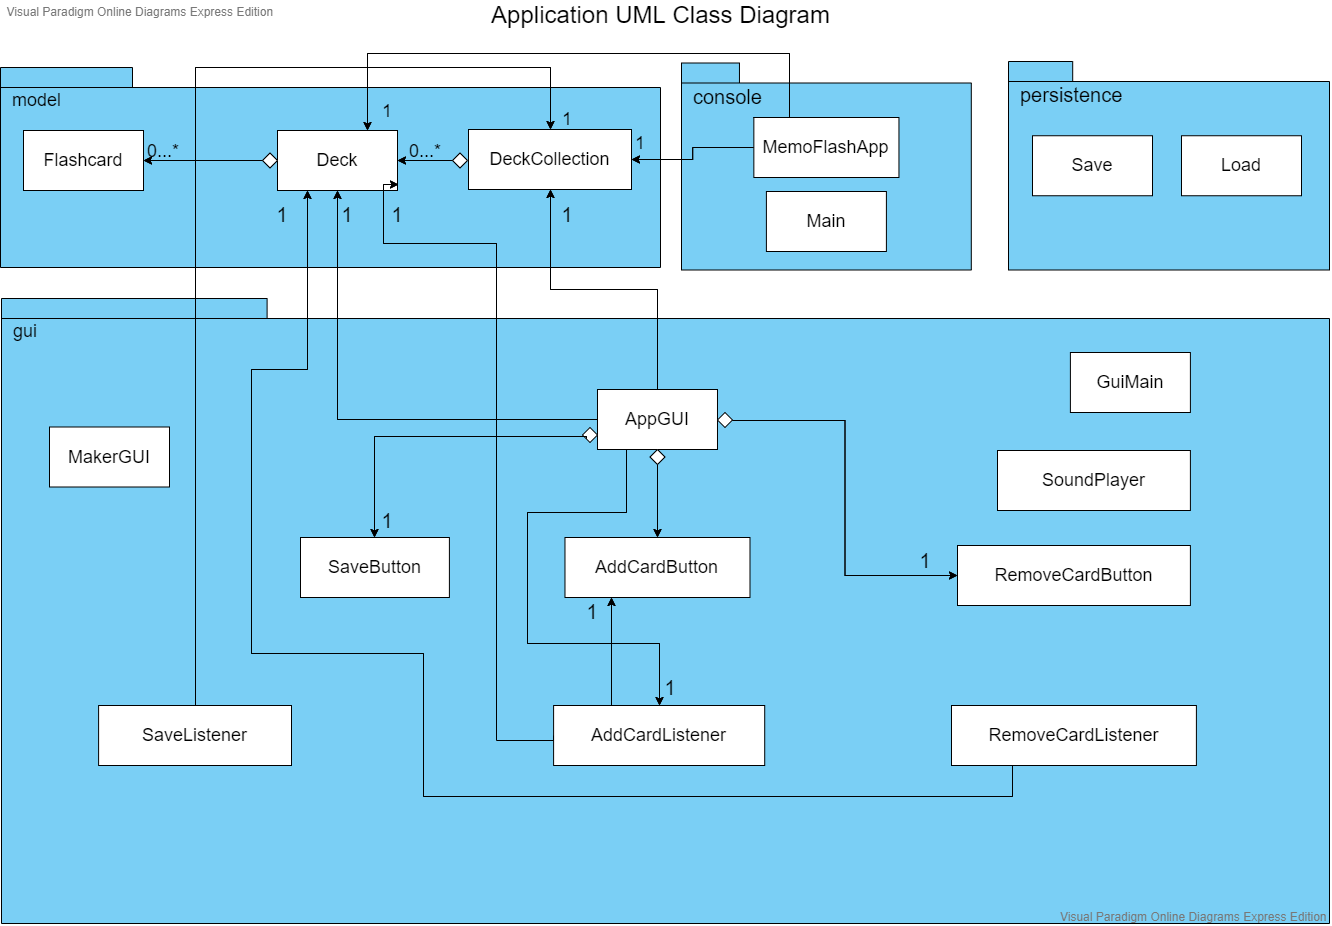 Visual Paradigm Online Diagrams Express Edition
Application UML Class Diagram
model
console
persistence
1
1
1
Flashcard
0...*
Deck
0...*
DeckCollection
MemoFlashApp
Save
Load
Main
1
1
1
1
gui
GuiMain
AppGUI
MakerGUI
SoundPlayer
1
SaveButton
AddCardButton
1
RemoveCardButton
1
1
SaveListener
AddCardListener
RemoveCardListener
Visual Paradigm Online Diagrams Express Edition